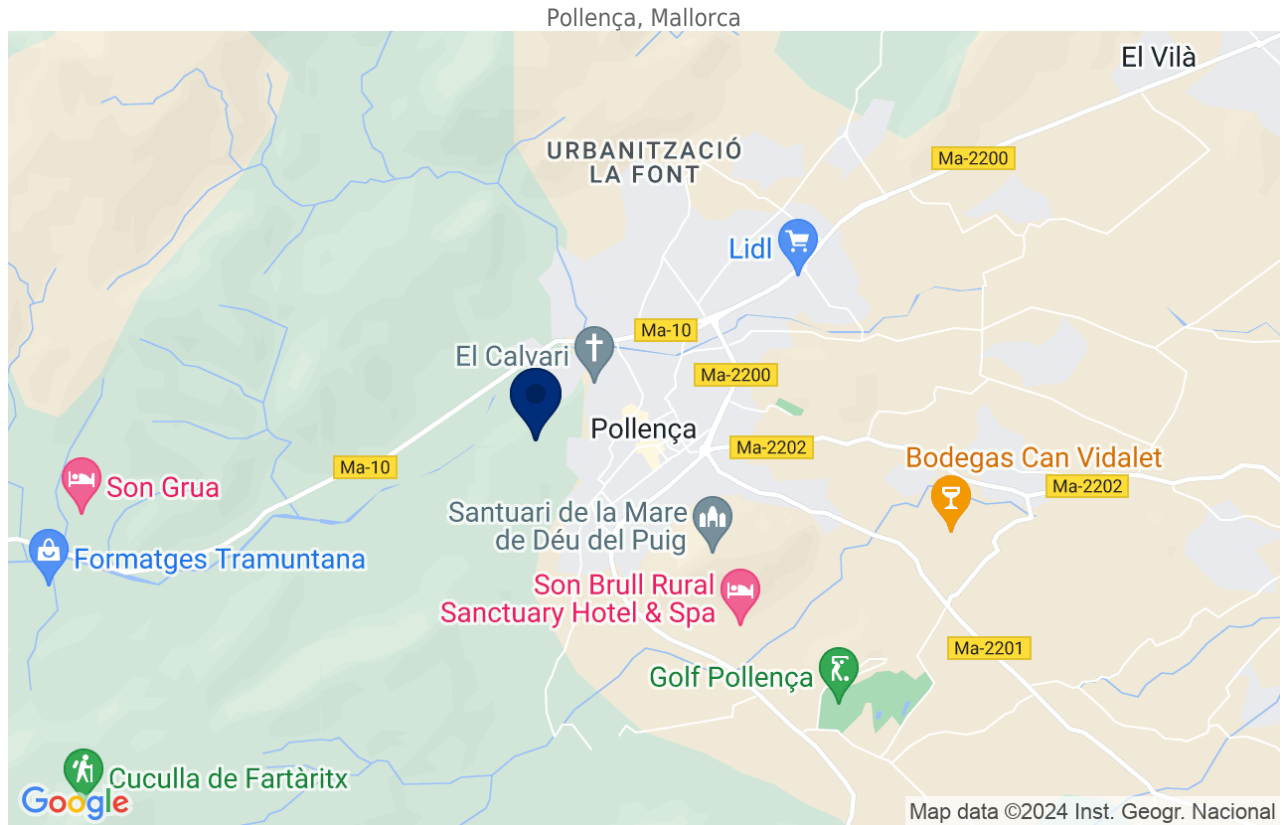 Pollença, Mallorca
El Vilà
URBANITZACIÓ
LA FONT
Ma-2200
Lidl
Ma-10
El Calvari
Ma-2200
Pollença
Ma-2202
Bodegas Can Vidalet
Ma-10
Ma-2202
Son Grua
Santuari de la Mare
de Déu del Puig
Formatges Tramuntana
Son Brull Rural
Sanctuary Hotel & Spa
Ma-2201
Golf Pollença
Cuculla de Fartàritx
Google
Map data ©2024 Inst. Geogr. Nacional